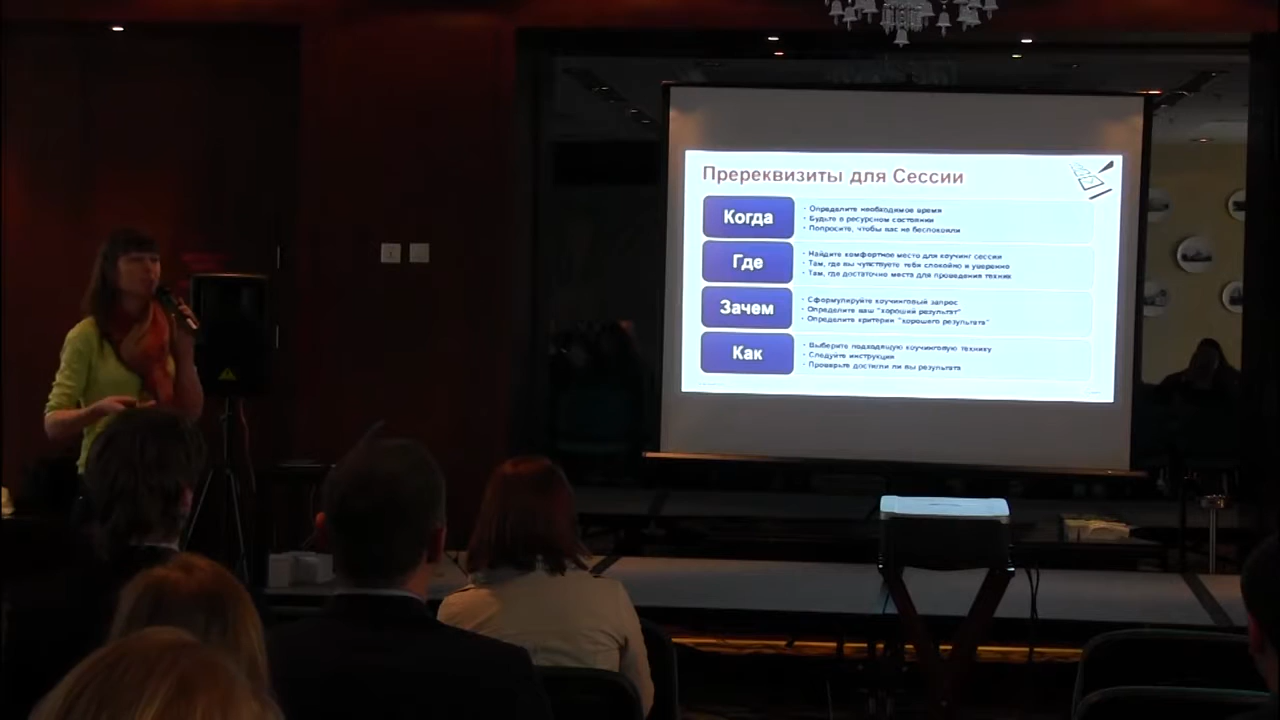 Пререквизиты для Сессии
Когда
• Определите необходимое время
• Будьте в ресурсном состоянии
• Попросите, чтобы вас не беспокоили
Где
• Найдите комфортное место для коучинг сессии
• Там, где вы чувствуете себя спокойно и уверенно
• Там, где достаточно места для проведения техник
Зачем
• Сформулируйте коучинговый запрос
• Определите ваш "хороший результат"
• Определите критерии "хорошего результата"
Как
• Выберите подходящую коучинговую технику
• Следуйте инструкции
• Проверьте достигли ли вы результата